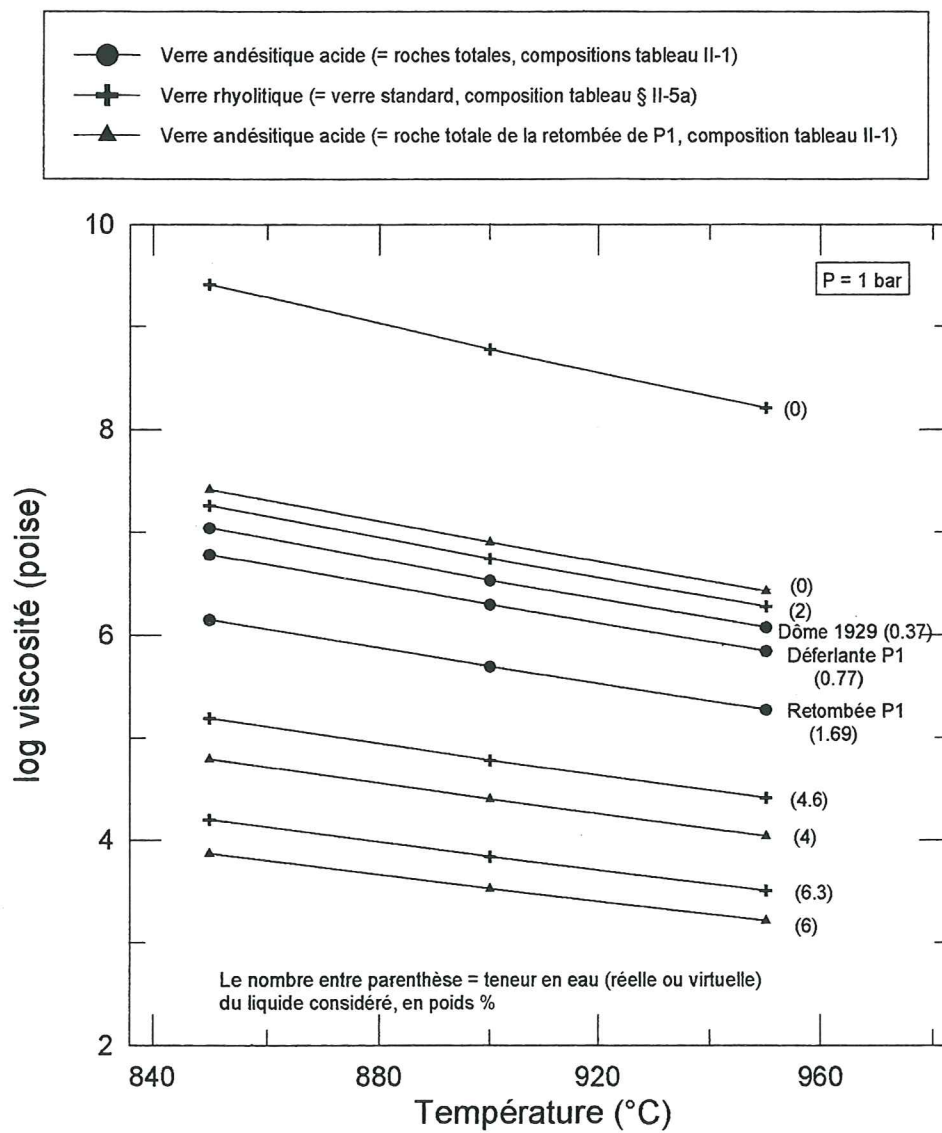 Verre andésitique acide (= roches totales, compositions tableau II-1)
Verre rhyolitique (= verre standard, composition tableau § II-5a)
Verre andésitique acide (= roche totale de la retombée de P1, composition tableau II-1)
10
P = 1 bar
(0)
8
log viscosité (poise)
(0)
(2)
6
Dôme 1929 (0.37)
Déferlante P1
(0.77)
Retombée P1
(1.69)
(4.6)
4
(4)
(6.3)
(6)
Le nombre entre parenthèse = teneur en eau (réelle ou virtuelle)
du liquide considéré, en poids %
2
840
880
920
960
Température (°C)